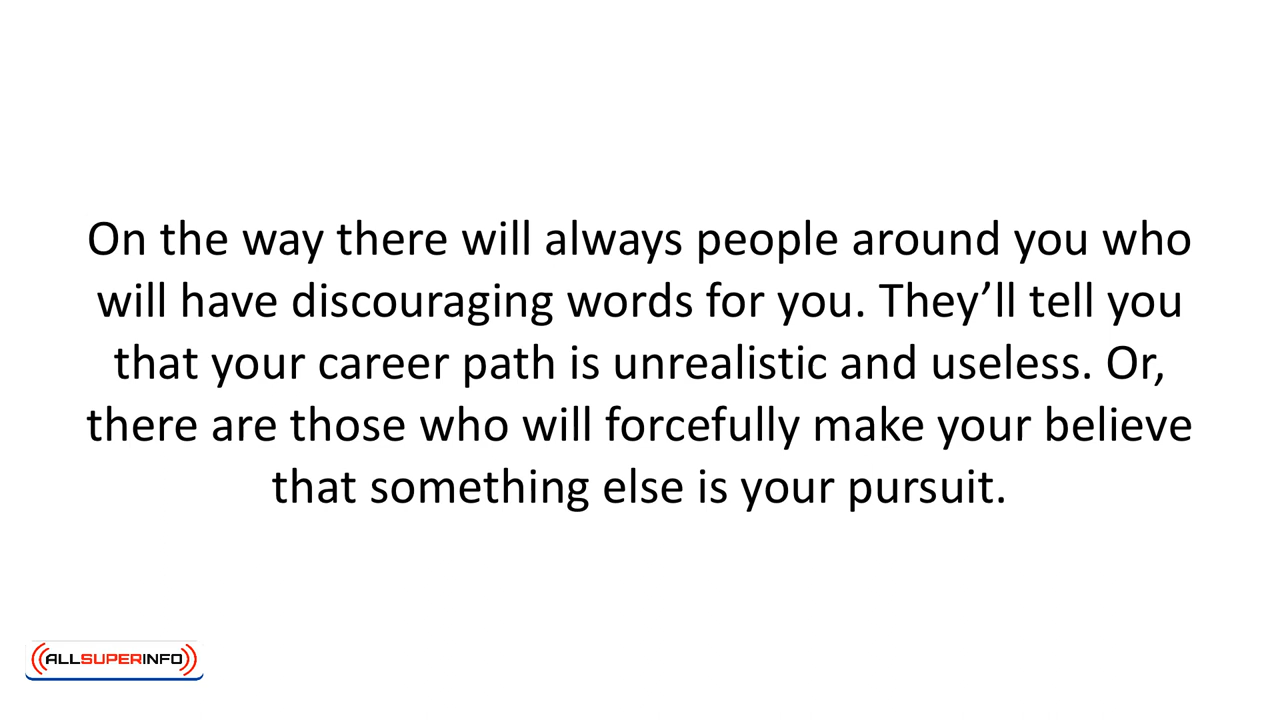 On the way there will always people around you who
will have discouraging words for you. They’ll tell you
that your career path is unrealistic and useless. Or,
there are those who will forcefully make your believe
that something else is your pursuit.
ALLSUPERINFO